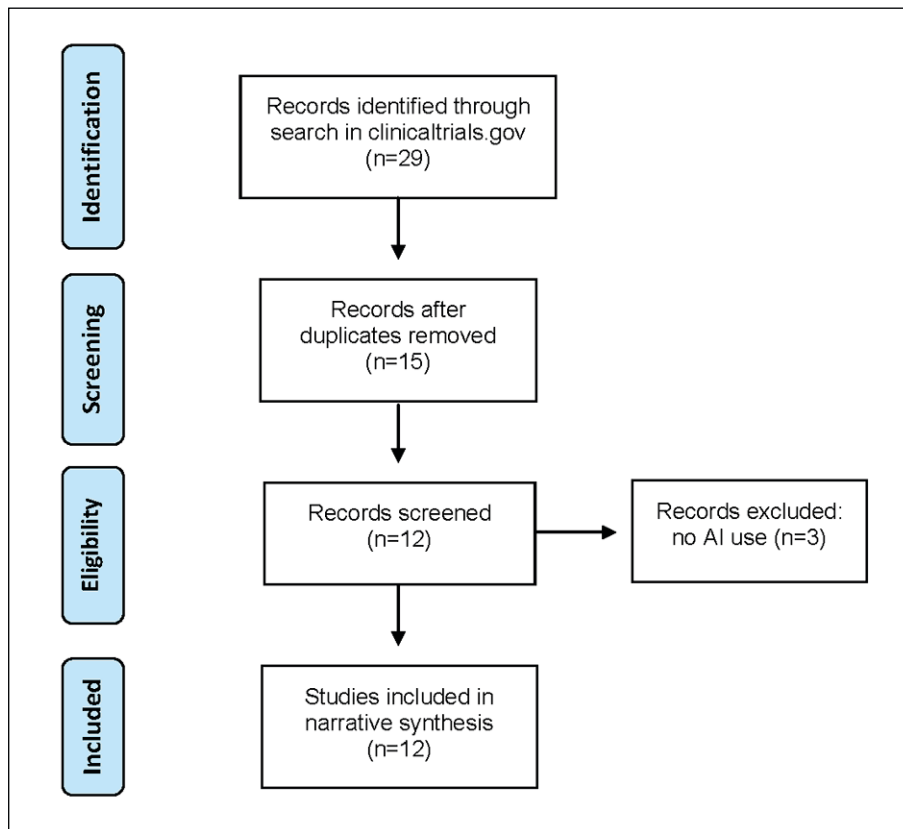 Identification
Records identified through
search in clinicaltrials.gov
(n=29)
Screening
Records after
duplicates removed
(n=15)
Eligibility
Records screened
(n=12)
Records excluded:
no AI use (n=3)
Included
Studies included in
narrative synthesis
(n=12)